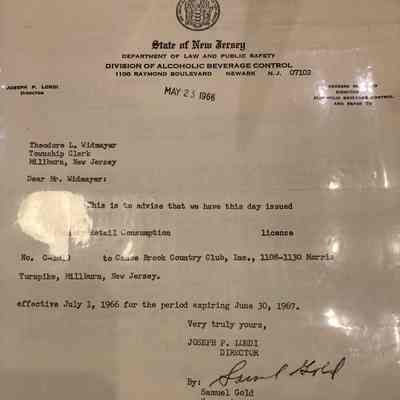 State of New Jersey
DEPARTMENT OF LAW AND PUBLIC SAFETY
DIVISION OF ALCOHOLIC BEVERAGE CONTROL
1100 RAYMOND BOULEVARD NEWARK N.J. 07102
JOSEPH P. LORDI
DIRECTOR
MAY 23 1966
Theodore L. Widmayer
Township Clerk
Millburn, New Jersey
Dear Mr. Widmayer:
This is to advise that we have this day issued
Retail Consumption license
No. to Canoe Brook Country Club, Inc., 1108-1130 Morris
Turnpike, Millburn, New Jersey.
effective July 1, 1966 for the period expiring June 30, 1967.
Very truly yours,
JOSEPH P. LORDI
DIRECTOR
By: Samuel Gold
Samuel Gold